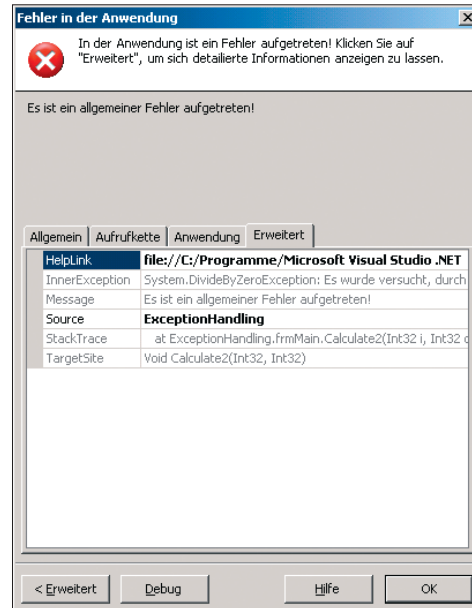 Fehler in der Anwendung
In der Anwendung ist ein Fehler aufgetreten! Klicken Sie auf
"Erweitert", um sich detailierte Informationen anzeigen zu lassen.
Es ist ein allgemeiner Fehler aufgetreten!
Allgemein Aufrufkette Anwendung Erweitert
HelpLink file://C:/Programme/Microsoft Visual Studio .NET
InnerException System.DivideByZeroException: Es wurde versucht, durch
Message Es ist ein allgemeiner Fehler aufgetreten!
Source ExceptionHandling
StackTrace at ExceptionHandling.frmMain.Calculate2(Int32 i, Int32
TargetSite Void Calculate2(Int32, Int32)
< Erweitert Debug Hilfe OK